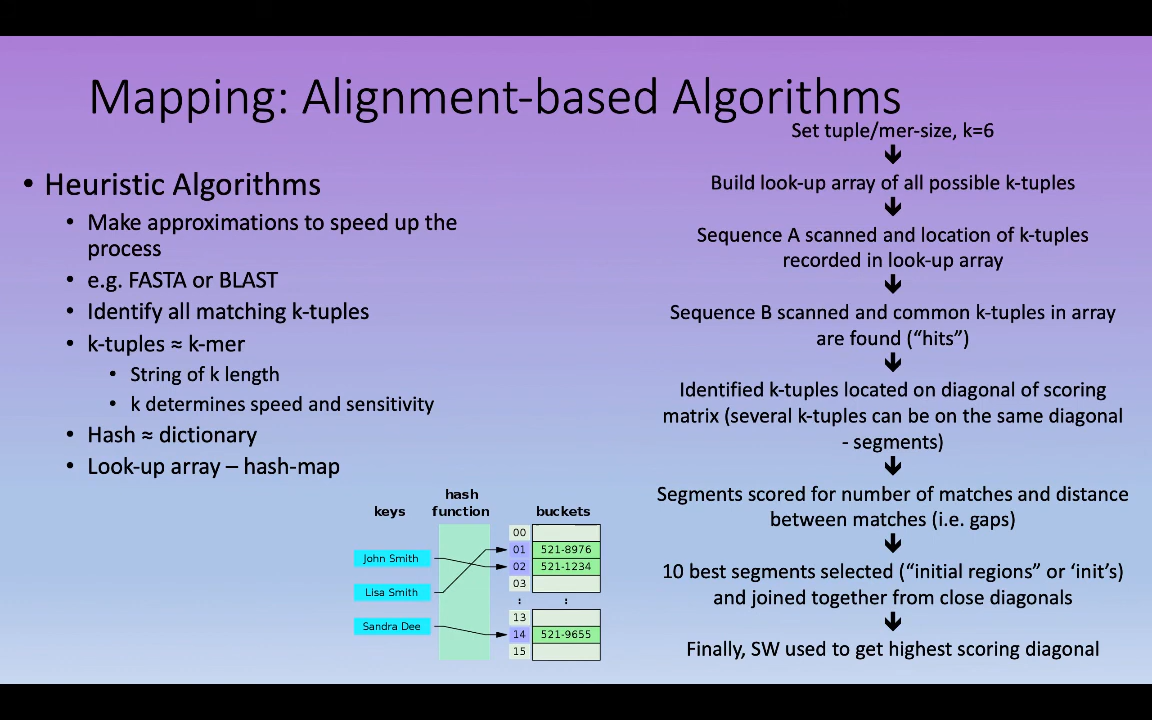 Mapping: Alignment-based Algorithms
• Heuristic Algorithms
• Make approximations to speed up the
process
• e.g. FASTA or BLAST
• Identify all matching k-tuples
• k-tuples ≈ k-mer
• String of k length
• k determines speed and sensitivity
• Hash ≈ dictionary
• Look-up array – hash-map
keys
hash
function
buckets
John Smith
Lisa Smith
Sandra Dee
00
01 521-8976
02 521-1234
03
: :
13
14 521-9655
15
Set tuple/mer-size, k=6
Build look-up array of all possible k-tuples
Sequence A scanned and location of k-tuples
recorded in look-up array
Sequence B scanned and common k-tuples in array
are found (“hits”)
Identified k-tuples located on diagonal of scoring
matrix (several k-tuples can be on the same diagonal
- segments)
Segments scored for number of matches and distance
between matches (i.e. gaps)
10 best segments selected (“initial regions” or ‘init’s)
and joined together from close diagonals
Finally, SW used to get highest scoring diagonal